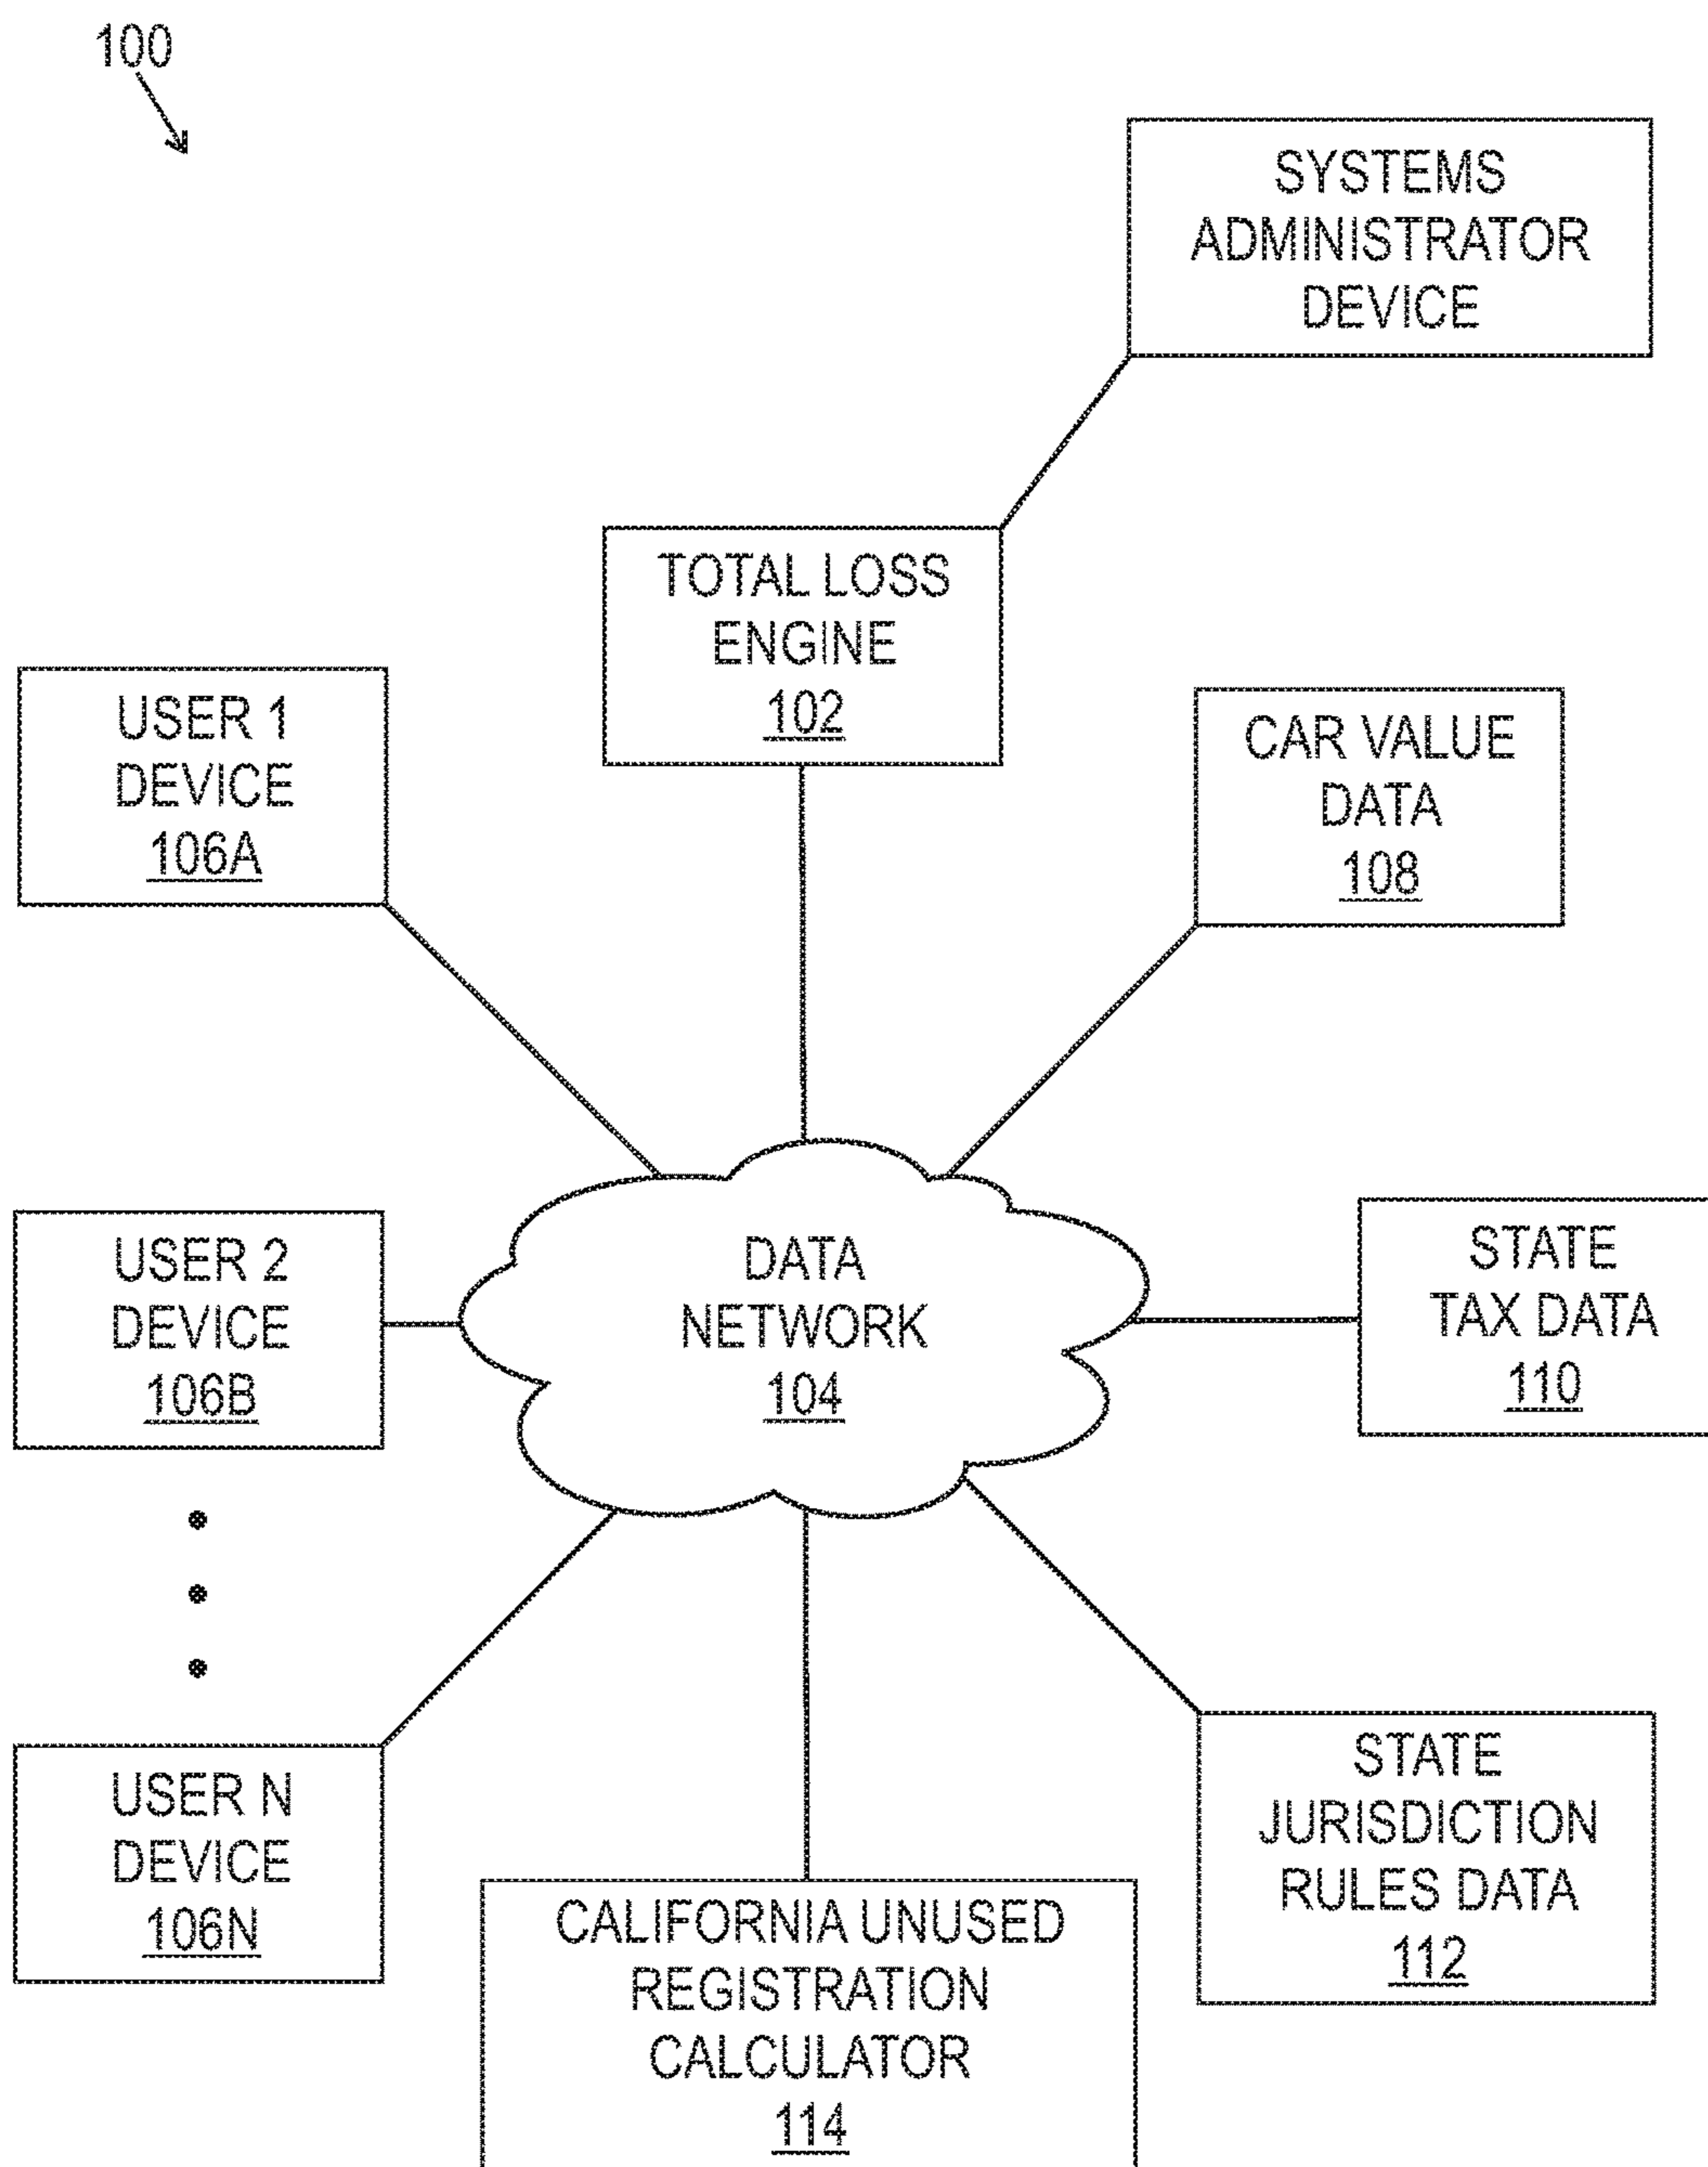 100
SYSTEMS
ADMINISTRATOR
DEVICE
TOTAL LOSS
ENGINE
102
USER 1
DEVICE
106A
CAR VALUE
DATA
108
DATA
NETWORK
104
USER 2
DEVICE
106B
STATE
TAX DATA
110
USER N
DEVICE
106N
STATE
JURISDICTION
RULES DATA
112
CALIFORNIA UNUSED
REGISTRATION
CALCULATOR
114